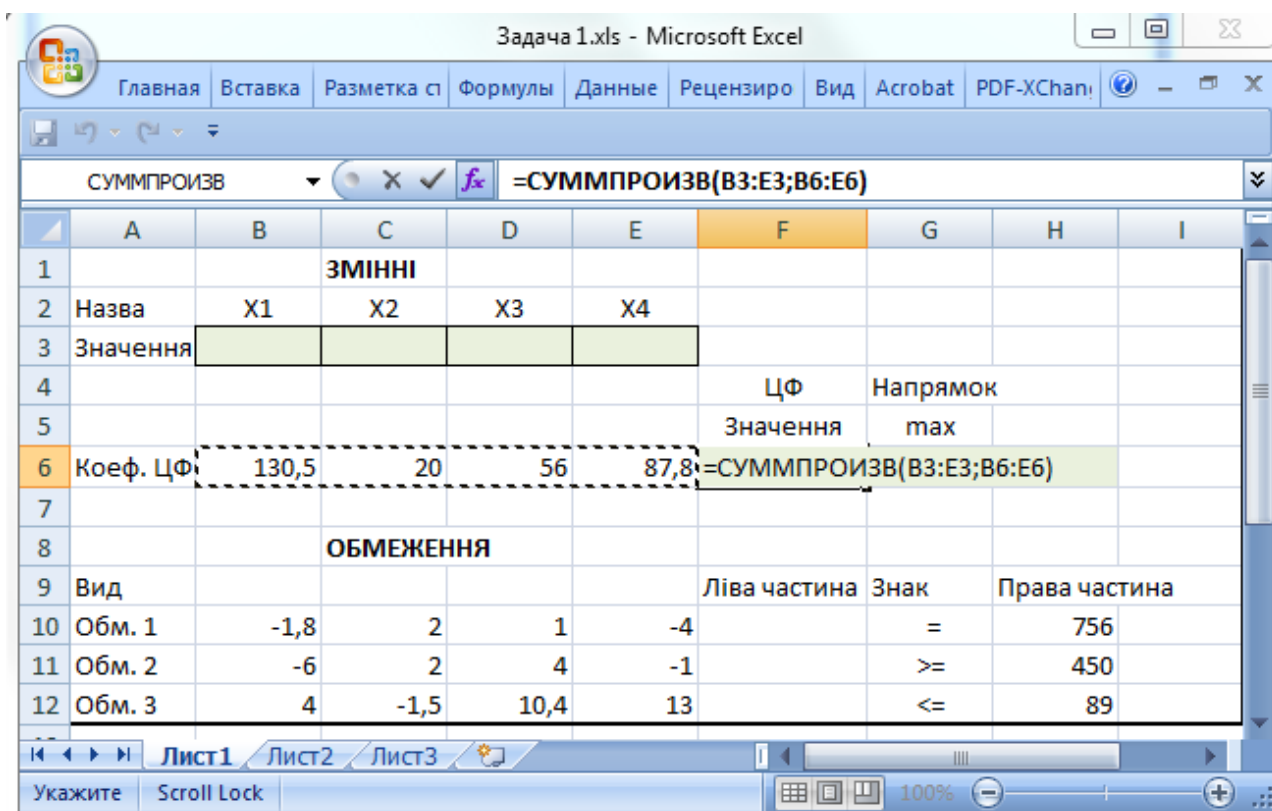 Задача 1.xls - Microsoft Excel
Главная Вставка Разметка ст Формулы Данные Рецензиро Вид Acrobat PDF-XChan
СУММПРОИЗВ fx =СУММПРОИЗВ(B3:E3;B6:E6)
A B C D E F G H I
1 ЗМІННІ
2 Назва X1 X2 X3 X4
3 Значення
4 ЦФ Напрямок
5 Значення max
6 Коеф. ЦФ 130,5 20 56 87,8 =СУММПРОИЗВ(B3:E3;B6:E6)
7
8 ОБМЕЖЕННЯ
9 Вид Ліва частина Знак Права частина
10 Обм. 1 -1,8 2 1 -4 = 756
11 Обм. 2 -6 2 4 -1 >= 450
12 Обм. 3 4 -1,5 10,4 13 <= 89
Лист1 Лист2 Лист3
Укажите Scroll Lock 100%